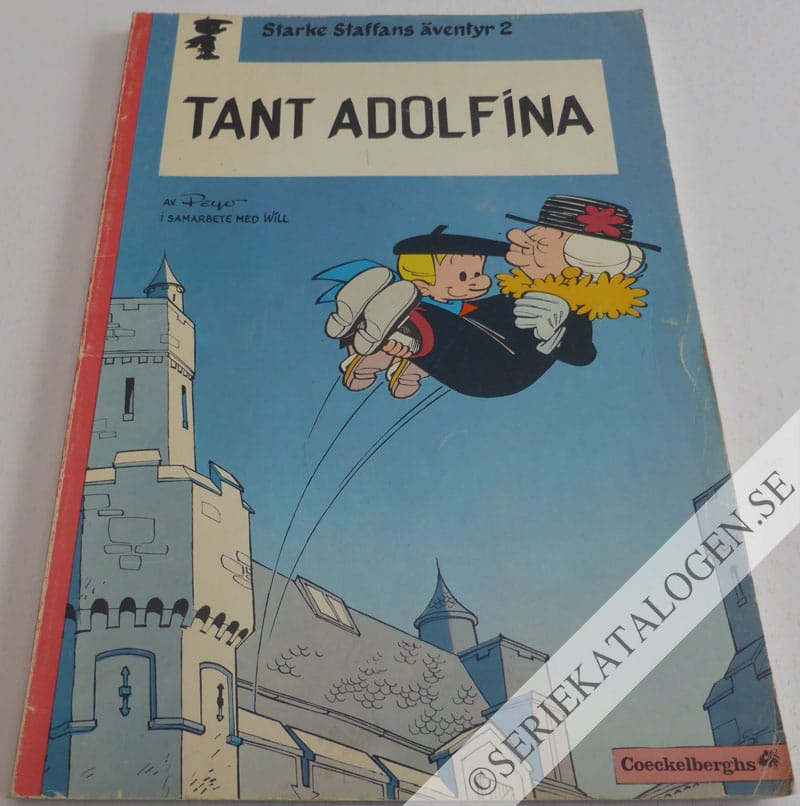 Starke Staffans äventyr 2
TANT ADOLFÍNA
AV Peyo
I SAMARBETE MED WILL
Coeckelberghs
©SERIEKATALOGEN.SE